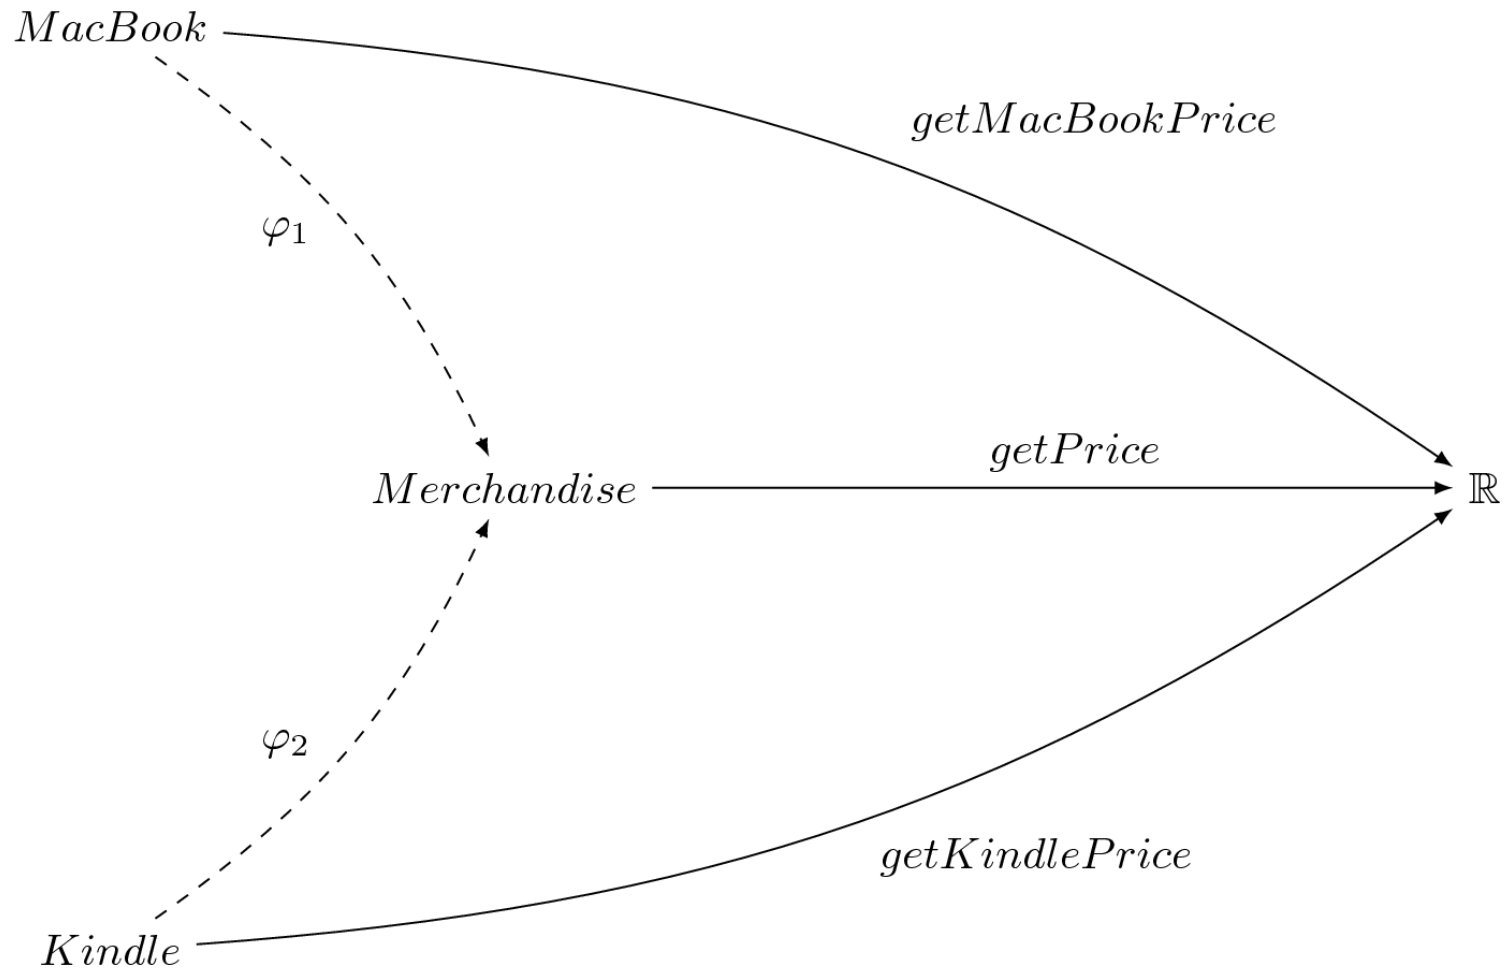 MacBook
getMacBookPrice
φ₁
getPrice
Merchandise
ℝ
φ₂
getKindlePrice
Kindle